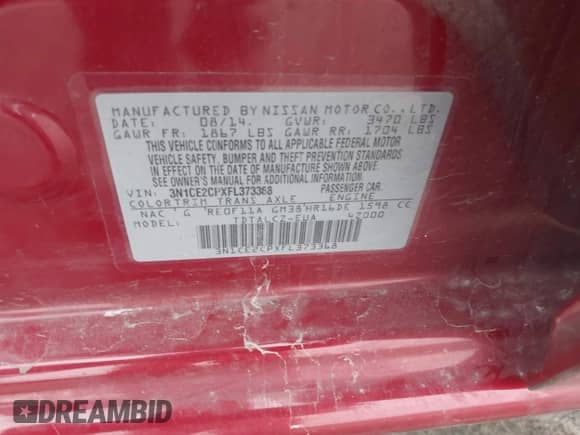 MANUFACTURED BY NISSAN MOTOR CO., LTD.
DATE: 08/14. GVWR: 3470 LBS
GAWR FR: 1867 LBS GAWR RR: 1704 LBS
THIS VEHICLE CONFORMS TO ALL APPLICABLE FEDERAL MOTOR
VEHICLE SAFETY, BUMPER AND THEFT PREVENTION STANDARDS
IN EFFECT ON THE DATE OF MANUFACTURE SHOWN ABOVE.
SEE OWNER'S MANUAL FOR ADDITIONAL INFORMATION
VIN: 3N1CE2CPXFL373368 PASSENGER CAR.
COLOR TRIM TRANS AXLE ENGINE
NAC G RE0F11A GM38 HR16DE 1598 CC
MODEL: TDTALCZ-EUA 42000
3N1CE2CPXFL373368
DREAMBID